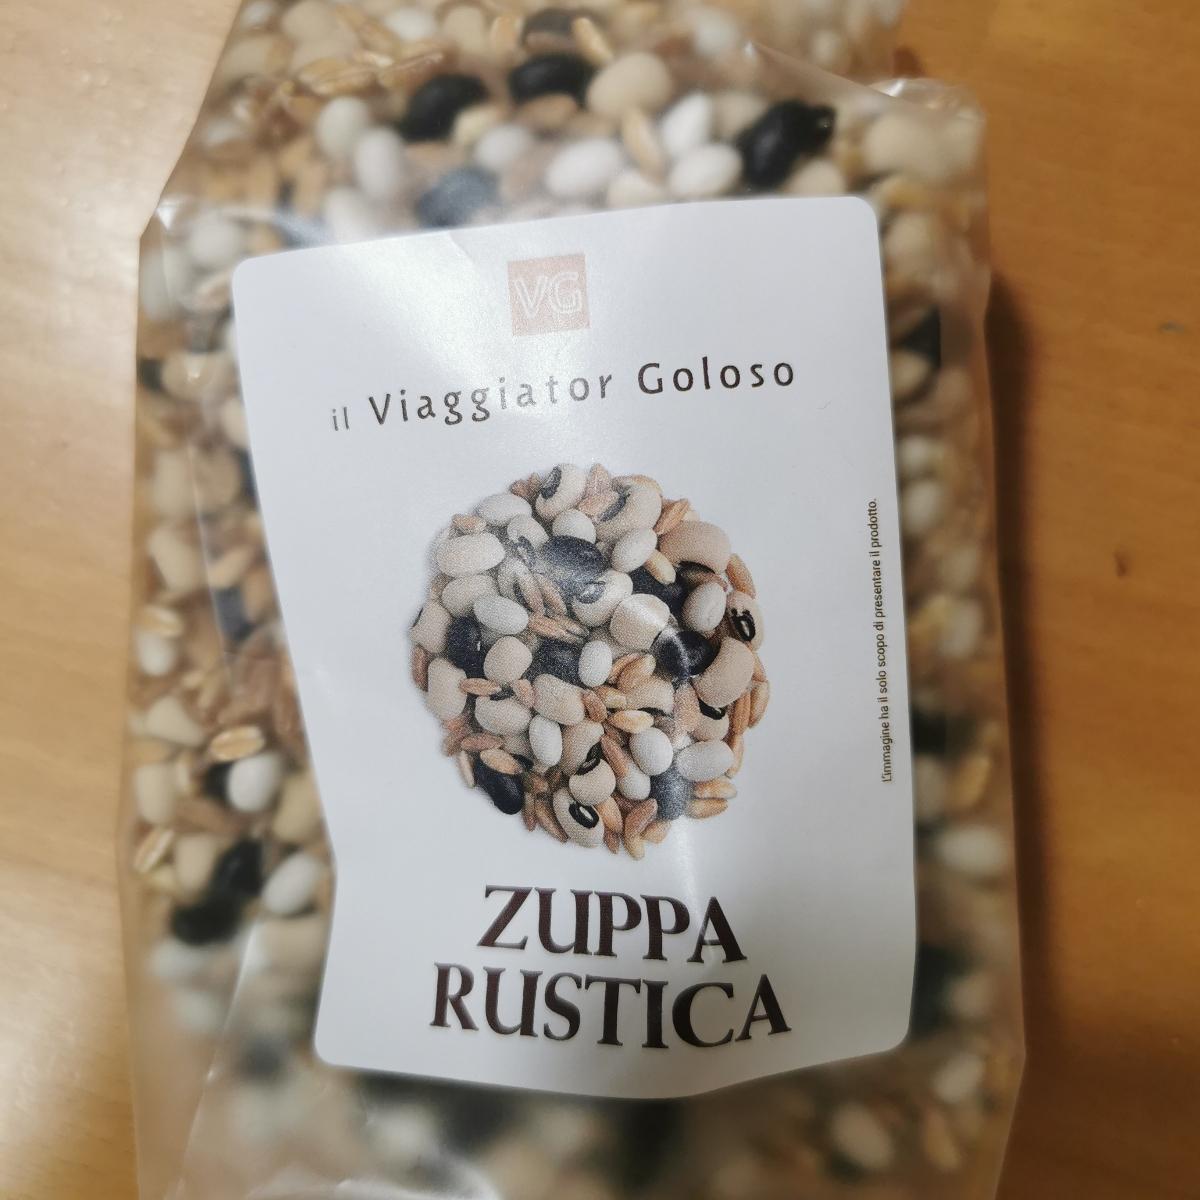 VG
il Viaggiator Goloso
L'immagine ha il solo scopo di presentare il prodotto.
ZUPPA
RUSTICA